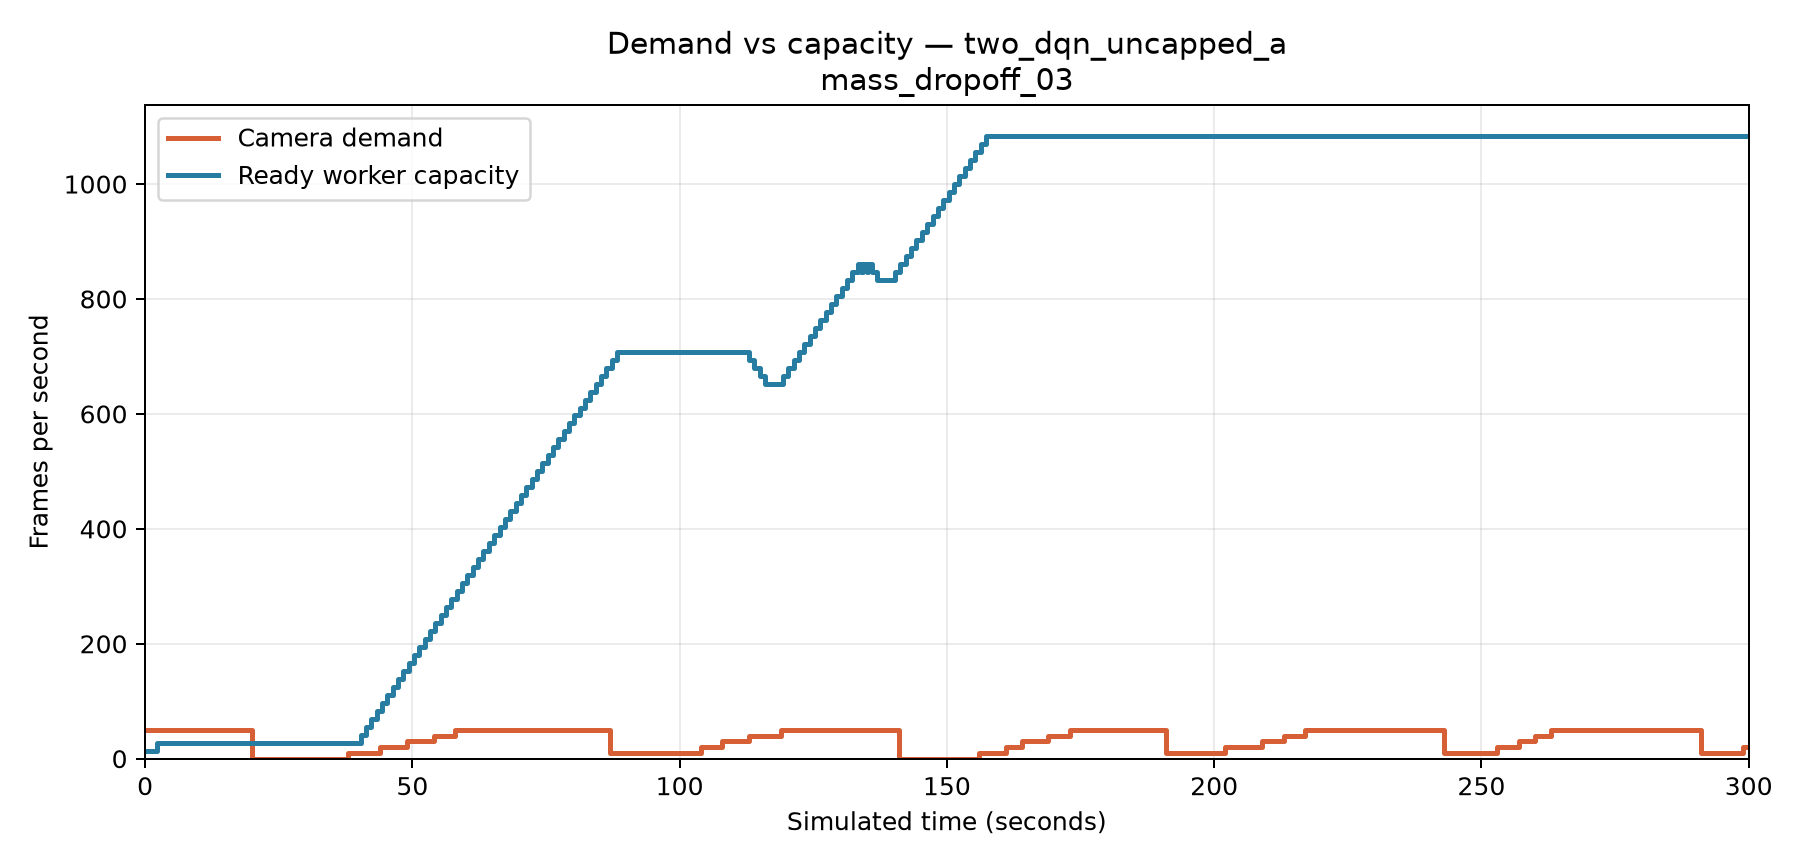 Demand vs capacity — two_dqn_uncapped_a
mass_dropoff_03
Camera demand
Ready worker capacity
Frames per second
1000
800
600
400
200
0
0 50 100 150 200 250 300
Simulated time (seconds)